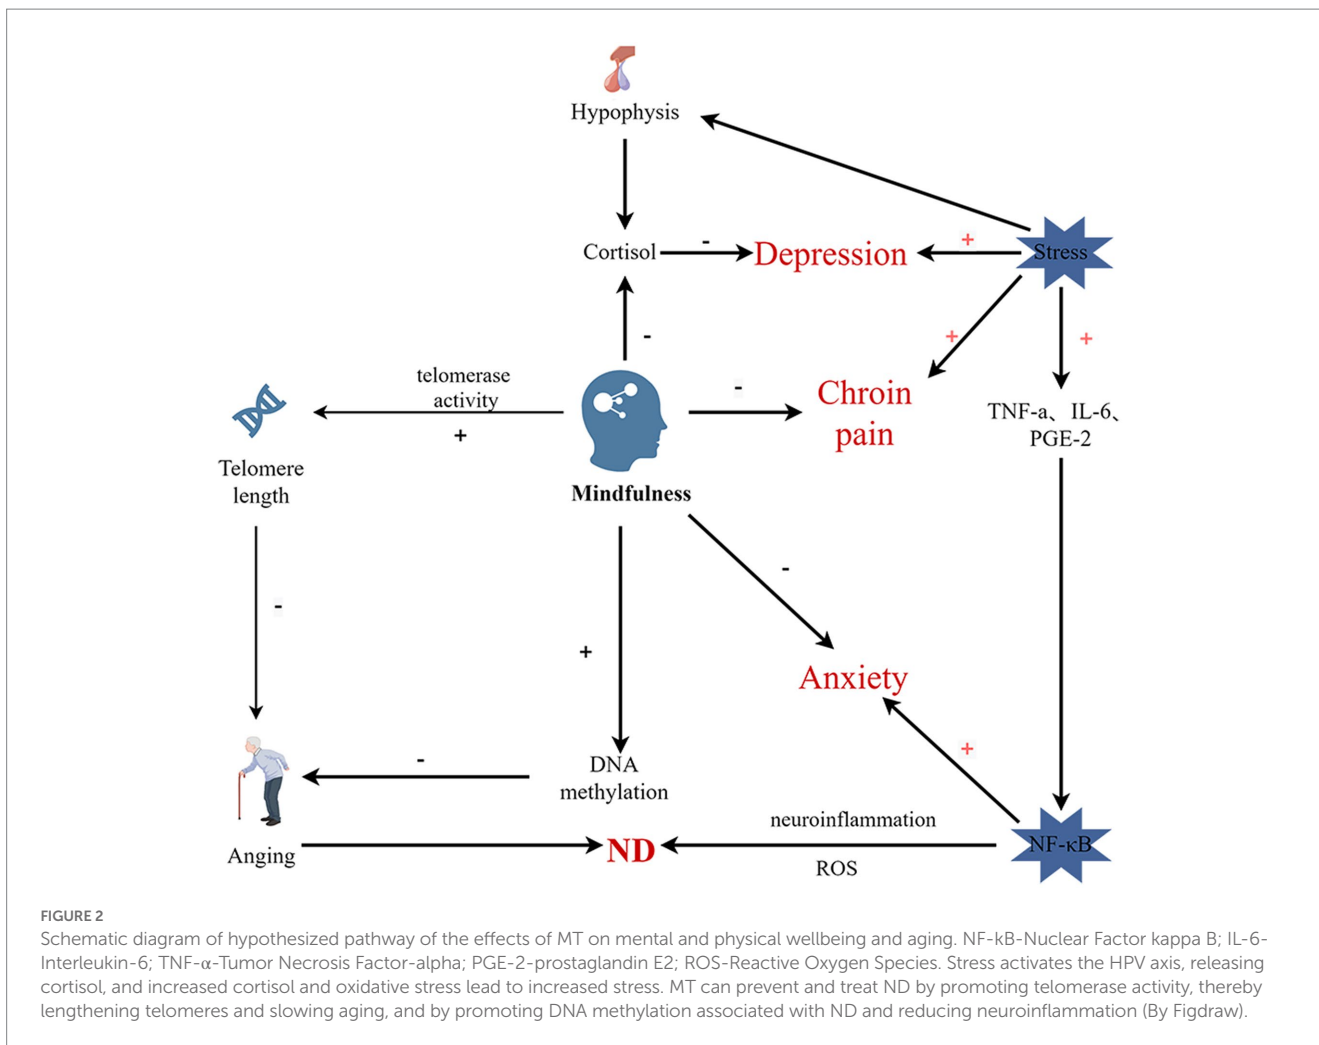 Hypophysis
Cortisol
-
Depression
+
Stress
-
+
+
telomerase
activity
+
-
Chroin
pain
TNF-a、IL-6、
PGE-2
Telomere
length
Mindfulness
-
-
+
Anxiety
+
-
DNA
methylation
Anging
ND
neuroinflammation
ROS
NF-κB
FIGURE 2
Schematic diagram of hypothesized pathway of the effects of MT on mental and physical wellbeing and aging. NF-kB-Nuclear Factor kappa B; IL-6-
Interleukin-6; TNF-α-Tumor Necrosis Factor-alpha; PGE-2-prostaglandin E2; ROS-Reactive Oxygen Species. Stress activates the HPV axis, releasing
cortisol, and increased cortisol and oxidative stress lead to increased stress. MT can prevent and treat ND by promoting telomerase activity, thereby
lengthening telomeres and slowing aging, and by promoting DNA methylation associated with ND and reducing neuroinflammation (By Figdraw).